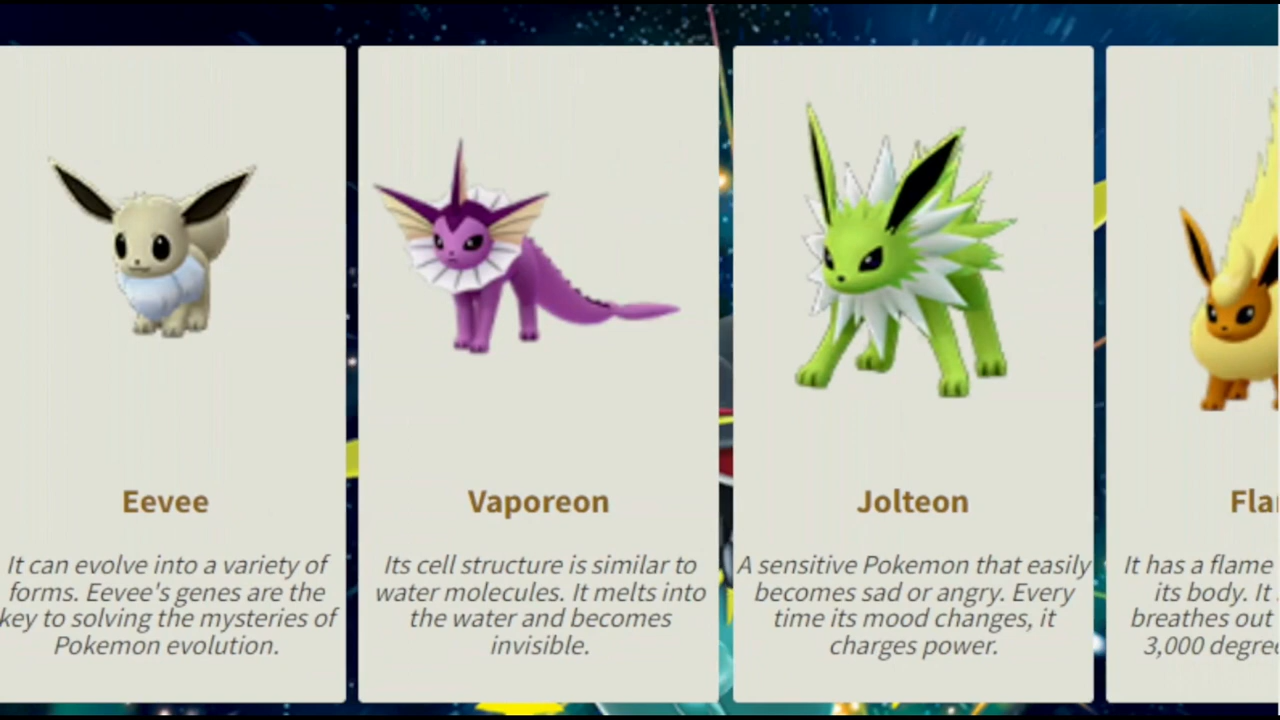 Eevee
It can evolve into a variety of
forms. Eevee's genes are the
key to solving the mysteries of
Pokemon evolution.
Vaporeon
Its cell structure is similar to
water molecules. It melts into
the water and becomes
invisible.
Jolteon
A sensitive Pokemon that easily
becomes sad or angry. Every
time its mood changes, it
charges power.
Fla
It has a flame
its body. It
breathes out
3,000 degre